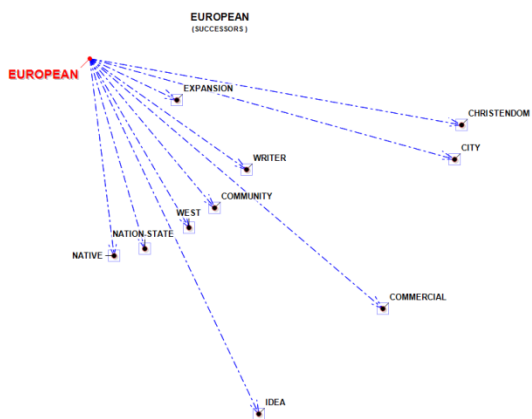 EUROPEAN
(SUCCESSORS)
EUROPEAN
EXPANSION
CHRISTENDOM
CITY
WRITER
COMMUNITY
WEST
NATION-STATE
NATIVE
COMMERCIAL
IDEA